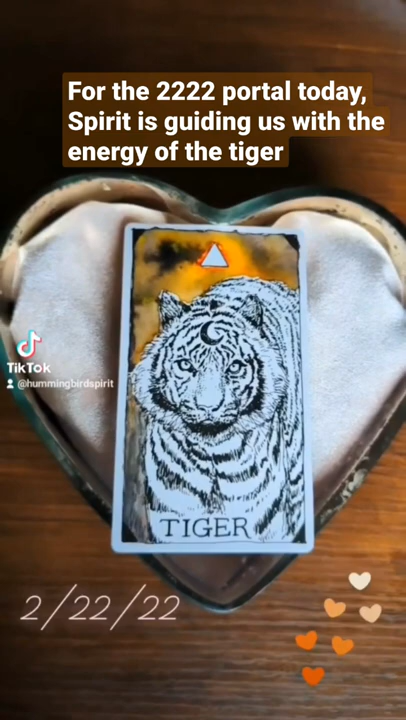 For the 2222 portal today,
Spirit is guiding us with the
energy of the tiger
TikTok
@hummingbirdspirit
TIGER
2/22/22